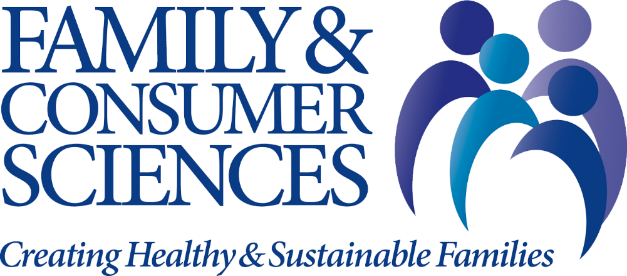 FAMILY &
CONSUMER
SCIENCES
Creating Healthy & Sustainable Families